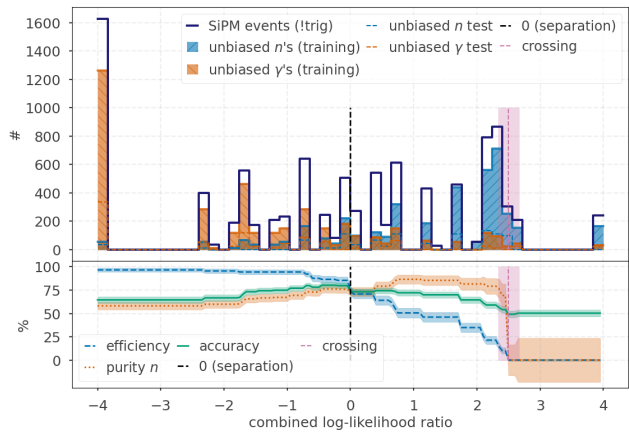 SiPM events (!trig)
unbiased n's (training)
unbiased γ's (training)
unbiased n test
unbiased γ test
0 (separation)
crossing
1600
1400
1200
1000
800
600
400
200
0
#
100
75
50
25
0
%
efficiency
purity n
accuracy
0 (separation)
crossing
−4 −3 −2 −1 0 1 2 3 4
combined log-likelihood ratio